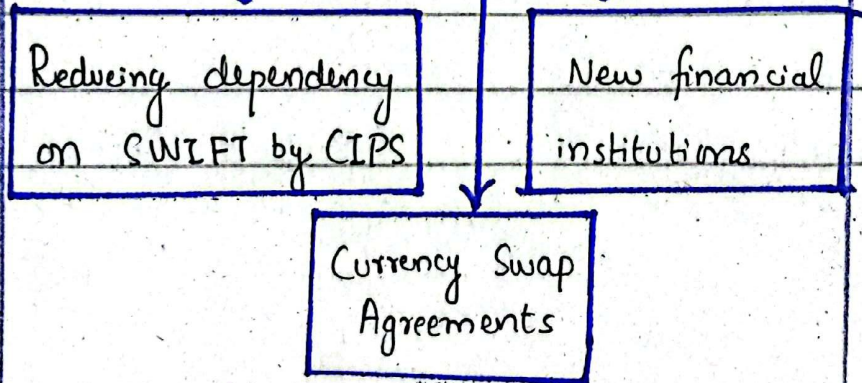 Reducing dependency
on SWIFT by CIPS
New financial
institutions
Currency Swap
Agreements